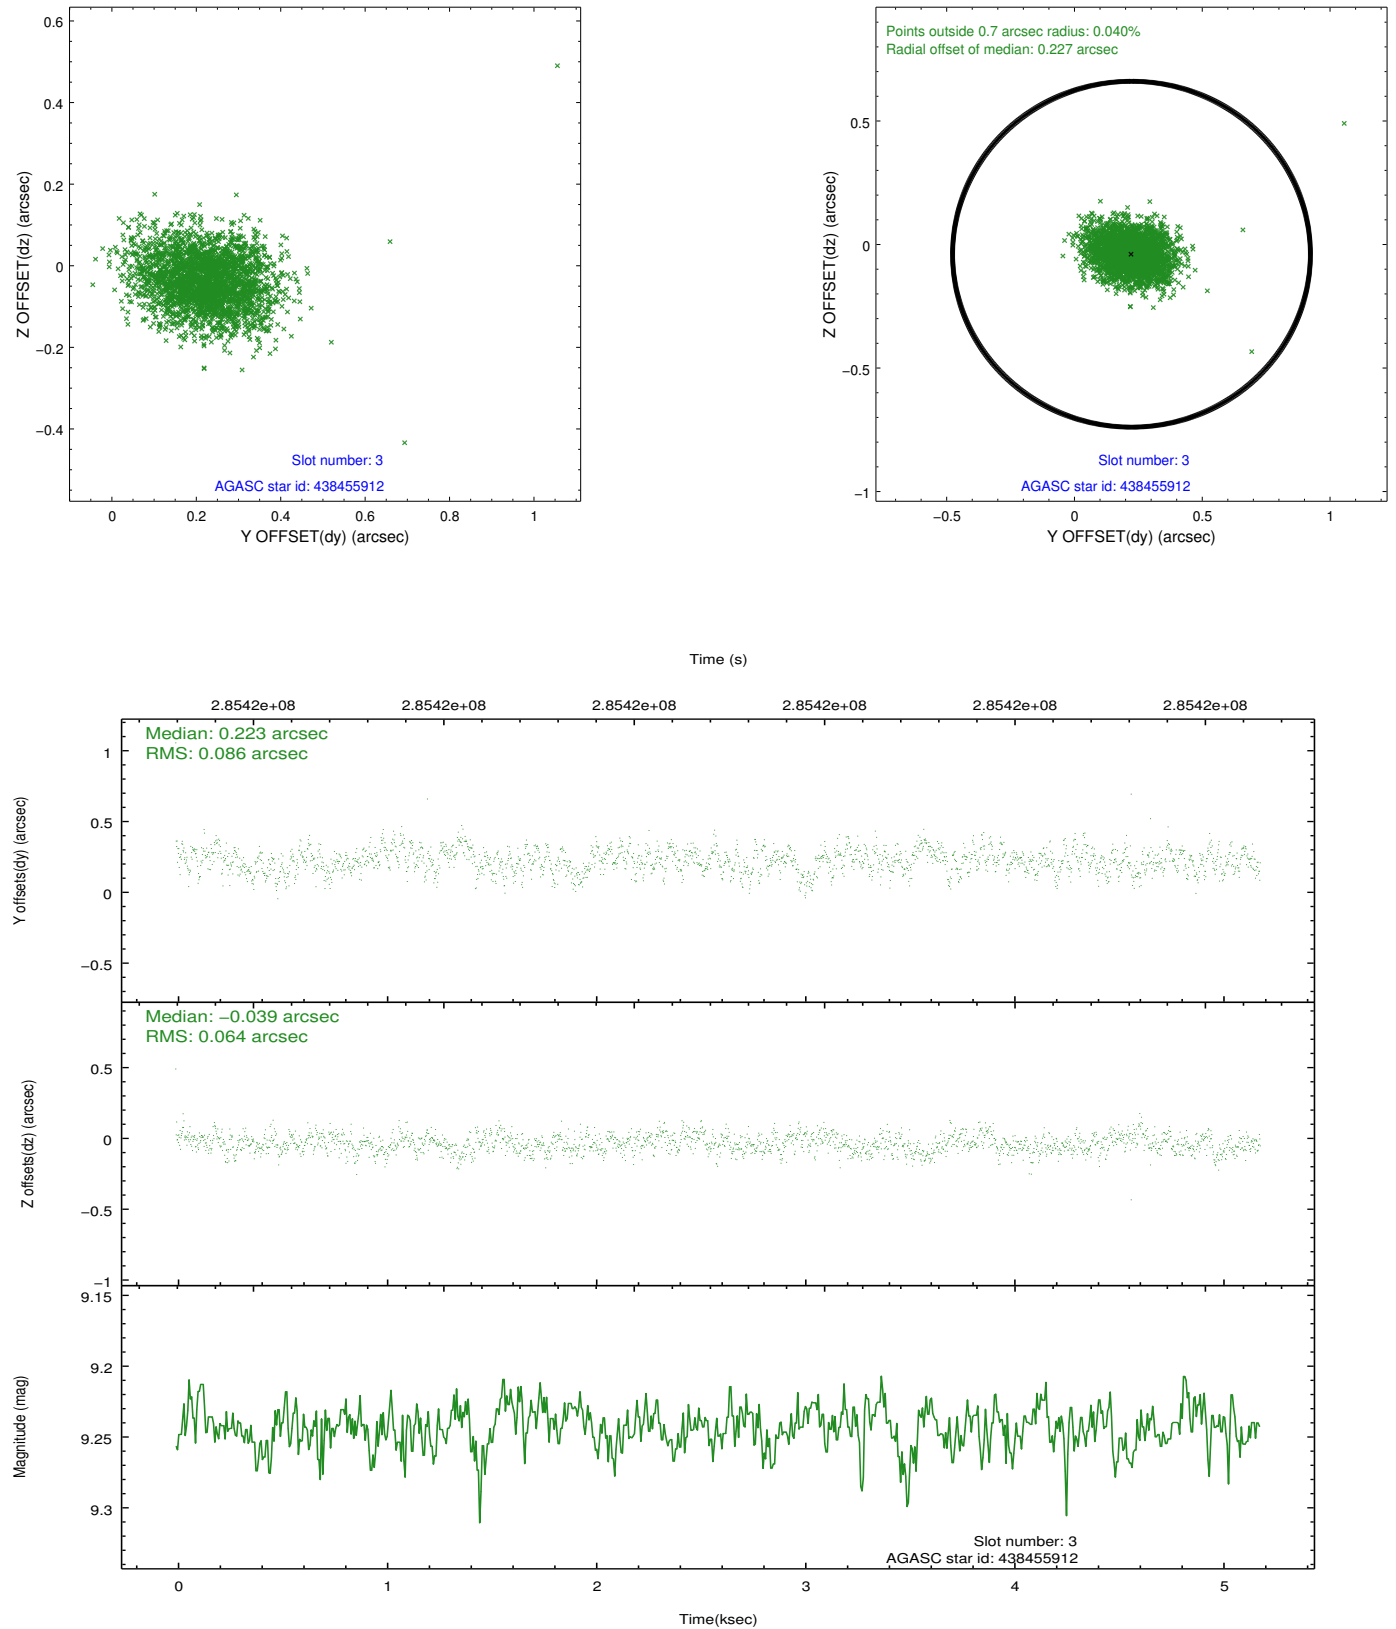 0.6
0.4
0.2
0
−0.2
−0.4
Z OFFSET(dz) (arcsec)
Slot number: 3
AGASC star id: 438455912
0 0.2 0.4 0.6 0.8 1
Y OFFSET(dy) (arcsec)
Points outside 0.7 arcsec radius: 0.040%
Radial offset of median: 0.227 arcsec
0.5
0
−0.5
−1
Z OFFSET(dz) (arcsec)
Slot number: 3
AGASC star id: 438455912
−0.5 0 0.5 1
Y OFFSET(dy) (arcsec)
Time (s)
2.8542e+08 2.8542e+08 2.8542e+08 2.8542e+08 2.8542e+08 2.8542e+08
Median: 0.223 arcsec
RMS: 0.086 arcsec
1
0.5
0
−0.5
Y offsets(dy) (arcsec)
Median: −0.039 arcsec
RMS: 0.064 arcsec
0.5
0
−0.5
−1
Z offsets(dz) (arcsec)
9.15
9.2
9.25
9.3
Magnitude (mag)
Slot number: 3
AGASC star id: 438455912
0 1 2 3 4 5
Time(ksec)